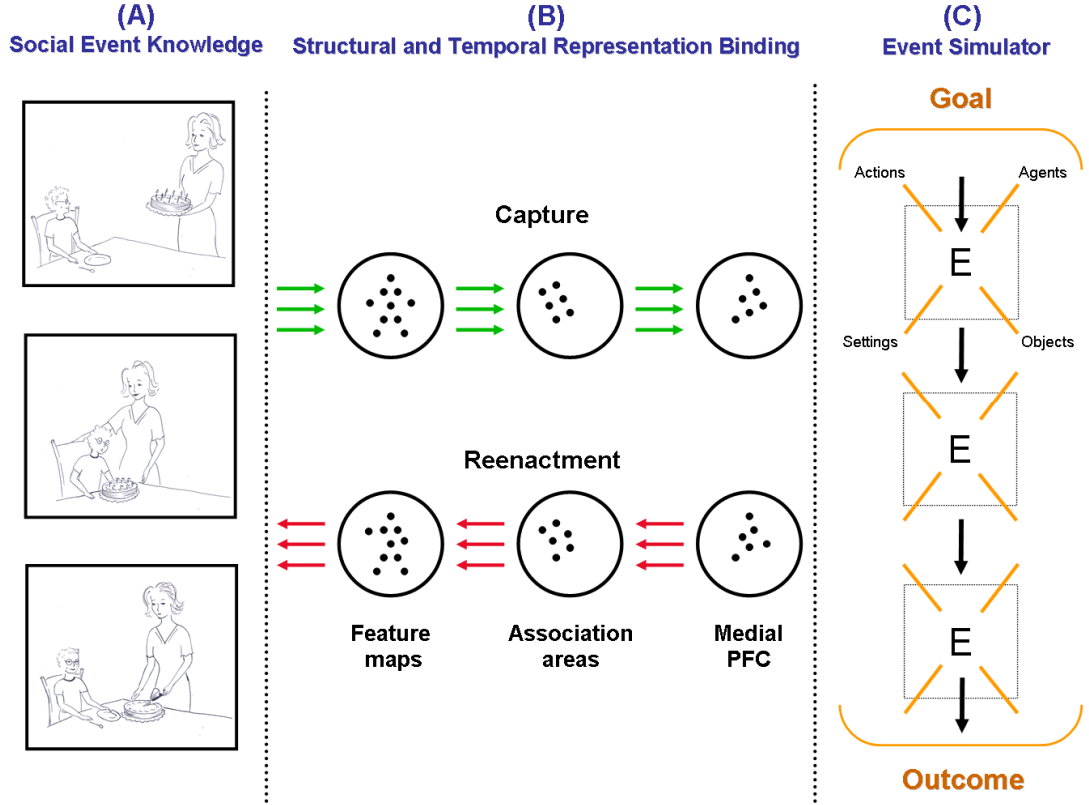 (A)
Social Event Knowledge
(B)
Structural and Temporal Representation Binding
(C)
Event Simulator
Capture
Reenactment
Feature
maps
Association
areas
Medial
PFC
Goal
Actions
Agents
E
Settings
Objects
E
E
Outcome